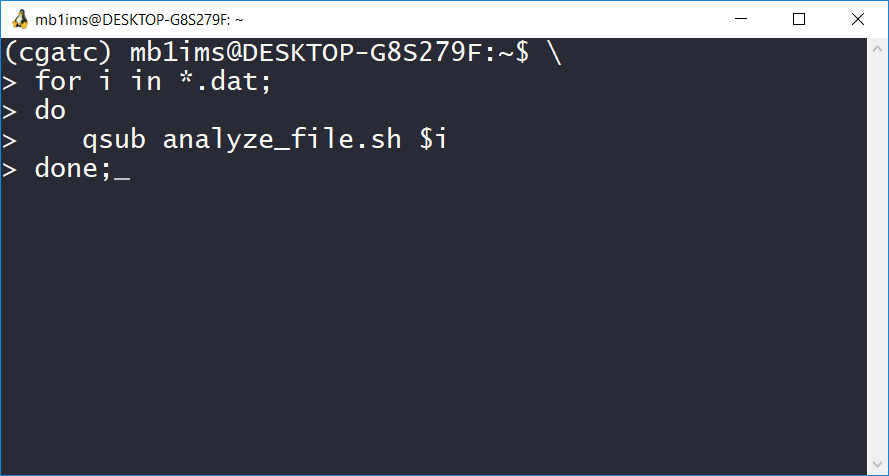 mb1ims@DESKTOP-G8S279F: ~
(cgatc) mb1ims@DESKTOP-G8S279F:~$ \
> for i in *.dat;
> do
>    qsub analyze_file.sh $i
> done;_